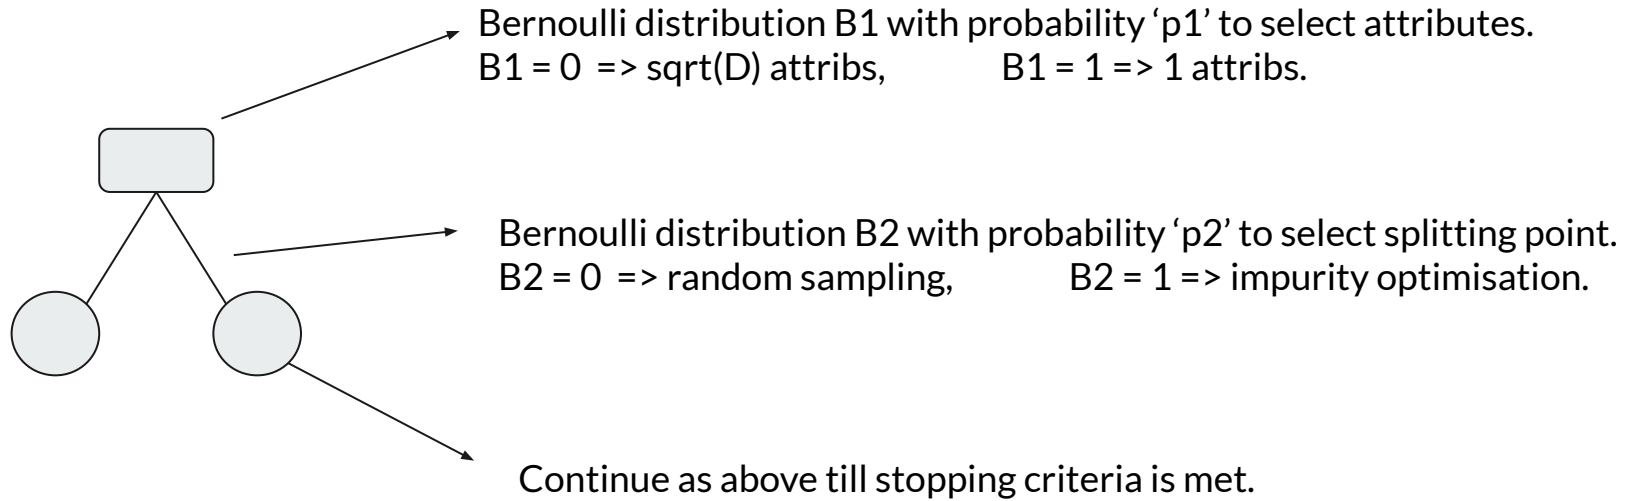 Bernoulli distribution B1 with probability ‘p1’ to select attributes.
B1 = 0 => sqrt(D) attribs, B1 = 1 => 1 attribs.
Bernoulli distribution B2 with probability ‘p2’ to select splitting point.
B2 = 0 => random sampling, B2 = 1 => impurity optimisation.
Continue as above till stopping criteria is met.